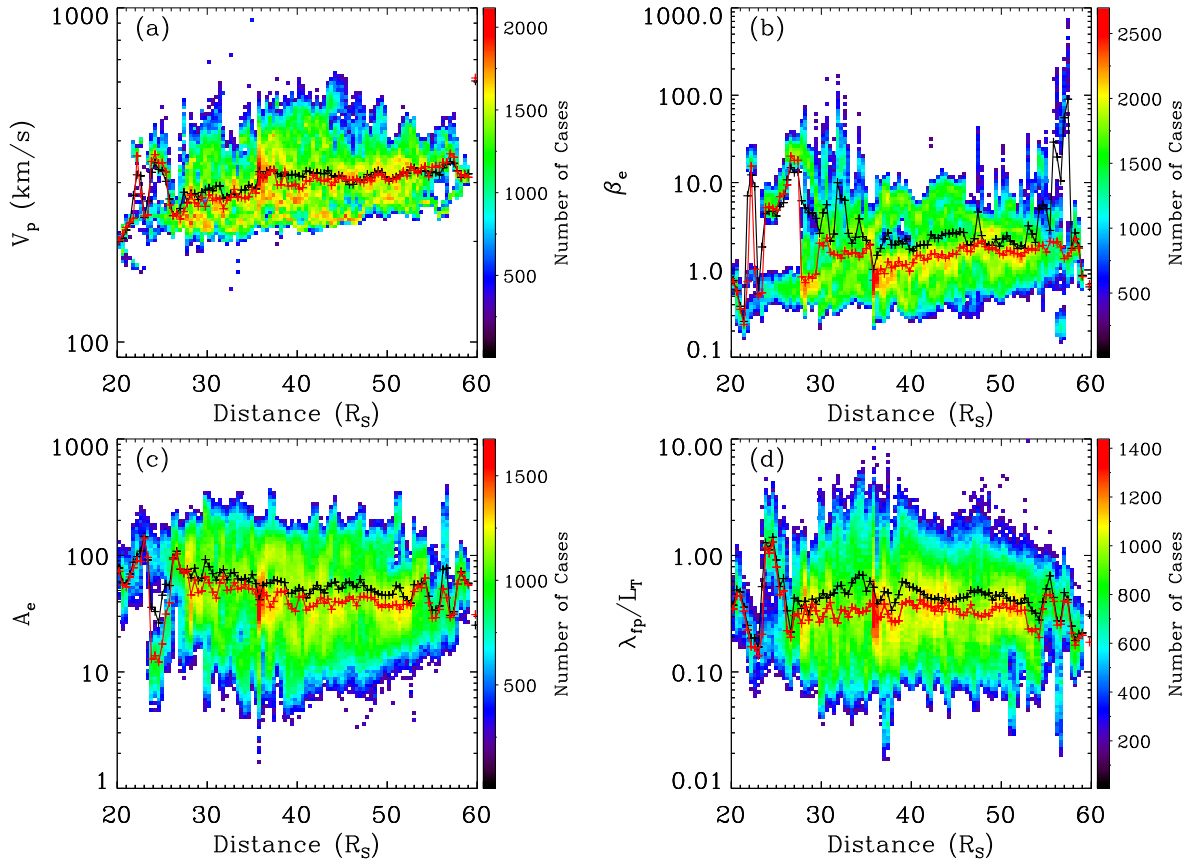 (a)
1000
100
V_p (km/s)
20 30 40 50 60
Distance (R_S)
2000
1500
1000
500
Number of Cases
(b)
1000.0
100.0
10.0
1.0
0.1
β_e
20 30 40 50 60
Distance (R_S)
2500
2000
1500
1000
500
Number of Cases
(c)
1000
100
10
1
A_e
20 30 40 50 60
Distance (R_S)
1500
1000
500
Number of Cases
(d)
10.00
1.00
0.10
0.01
λ_fp/L_T
20 30 40 50 60
Distance (R_S)
1400
1200
1000
800
600
400
200
Number of Cases